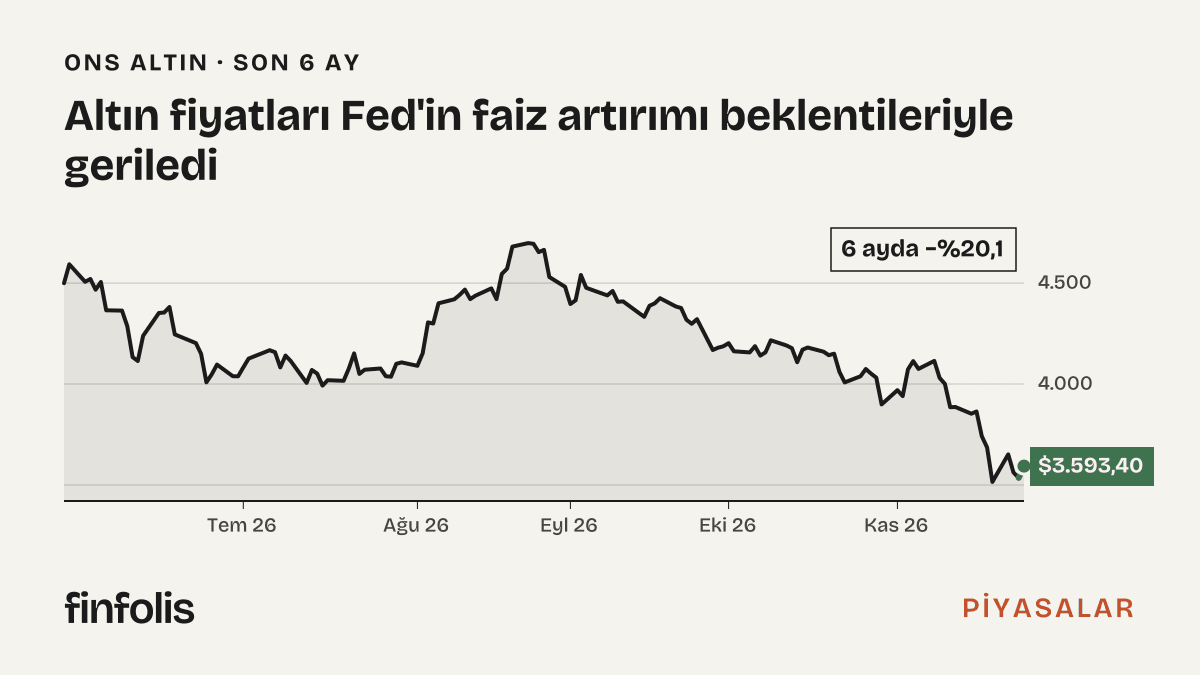 ONS ALTIN · SON 6 AY
Altın fiyatları Fed'in faiz artırımı beklentileriyle
geriledi
6 ayda −%20,1
4.500
4.000
$3.593,40
Tem 26
Ağu 26
Eyl 26
Eki 26
Kas 26
finfolis
PİYASALAR